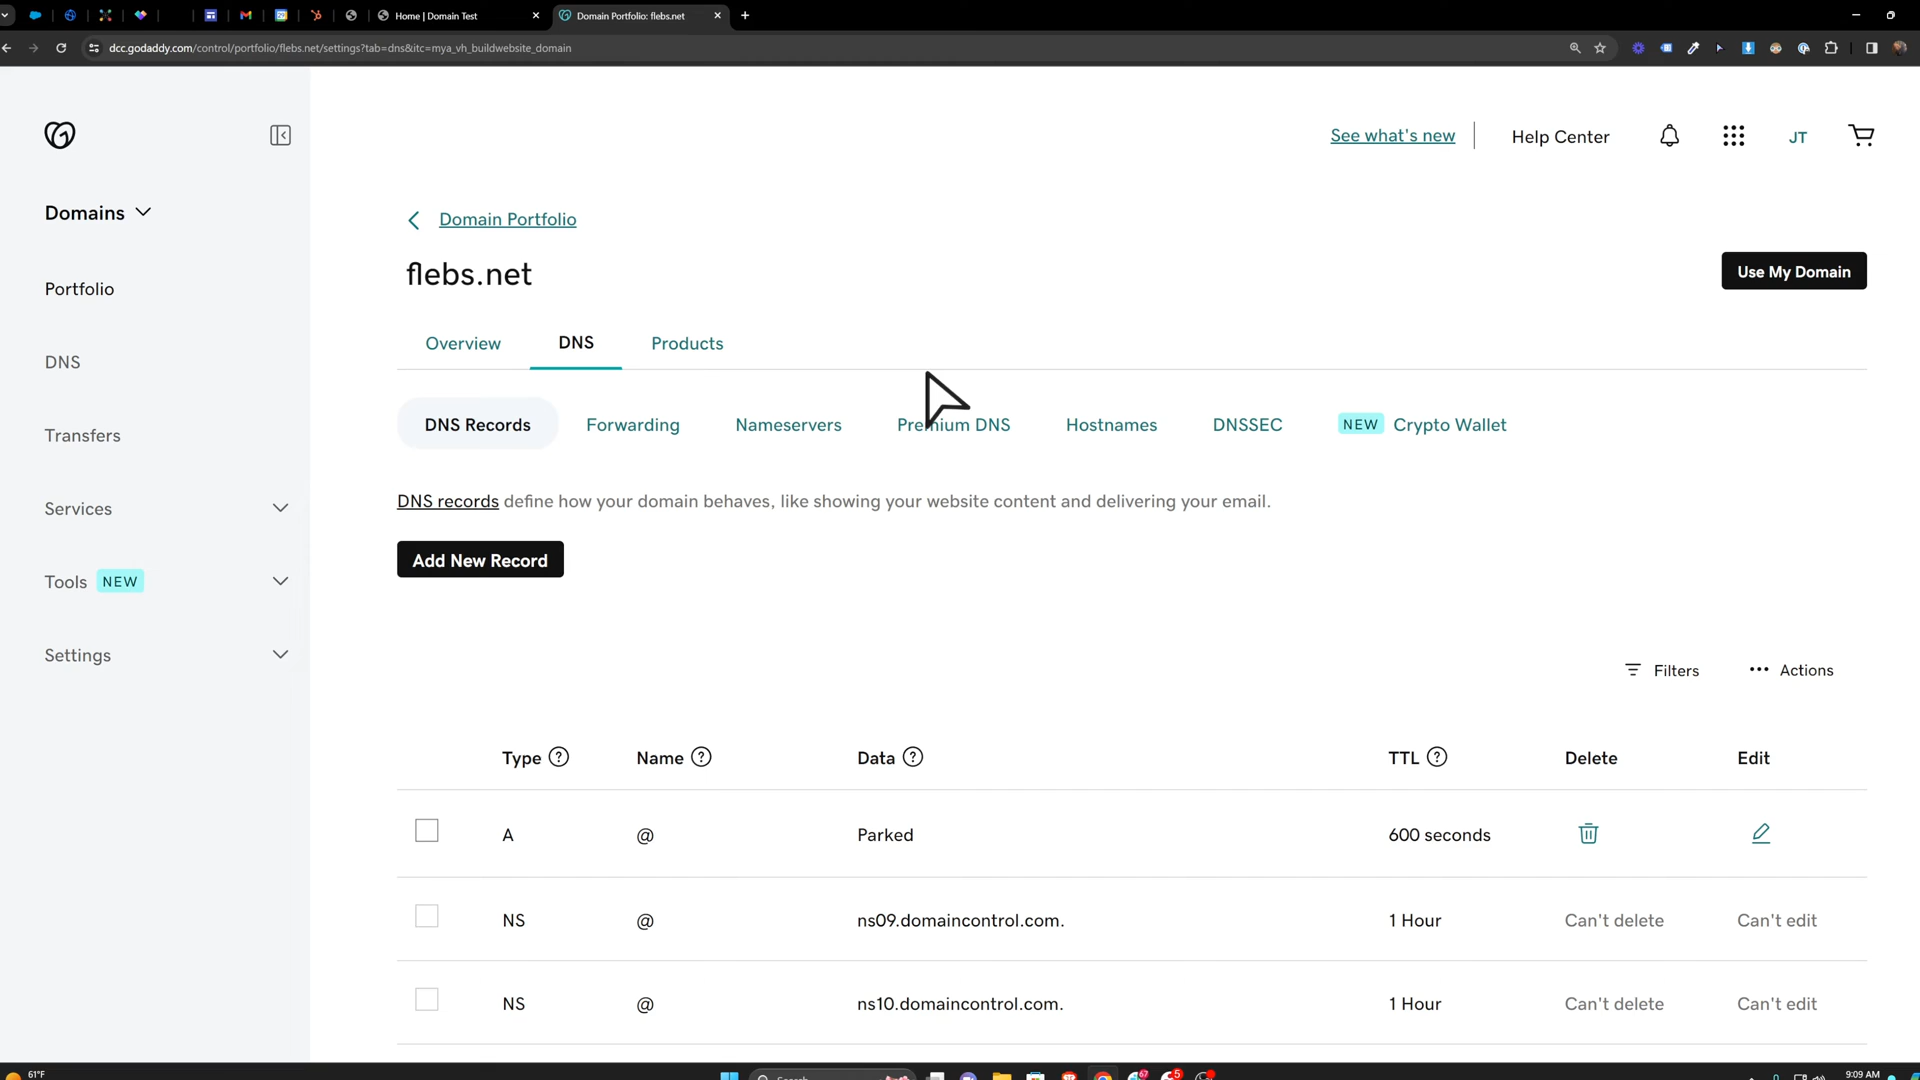 Home | Domain Test
Domain Portfolio: flebs.net
dcc.godaddy.com/control/portfolio/flebs.net/settings?tab=dns&itc=mya_vh_buildwebsite_domain
See what's new
Help Center
JT
Domains
Domain Portfolio
flebs.net
Use My Domain
Portfolio
Overview
DNS
Products
DNS
DNS Records
Forwarding
Nameservers
Premium DNS
Hostnames
DNSSEC
NEW Crypto Wallet
Transfers
DNS records define how your domain behaves, like showing your website content and delivering your email.
Services
Add New Record
Tools NEW
Settings
Filters
Actions
Type Name Data TTL Delete Edit
A @ Parked 600 seconds
NS @ ns09.domaincontrol.com. 1 Hour Can't delete Can't edit
NS @ ns10.domaincontrol.com. 1 Hour Can't delete Can't edit
61°F
Search
67
5
9:09 AM